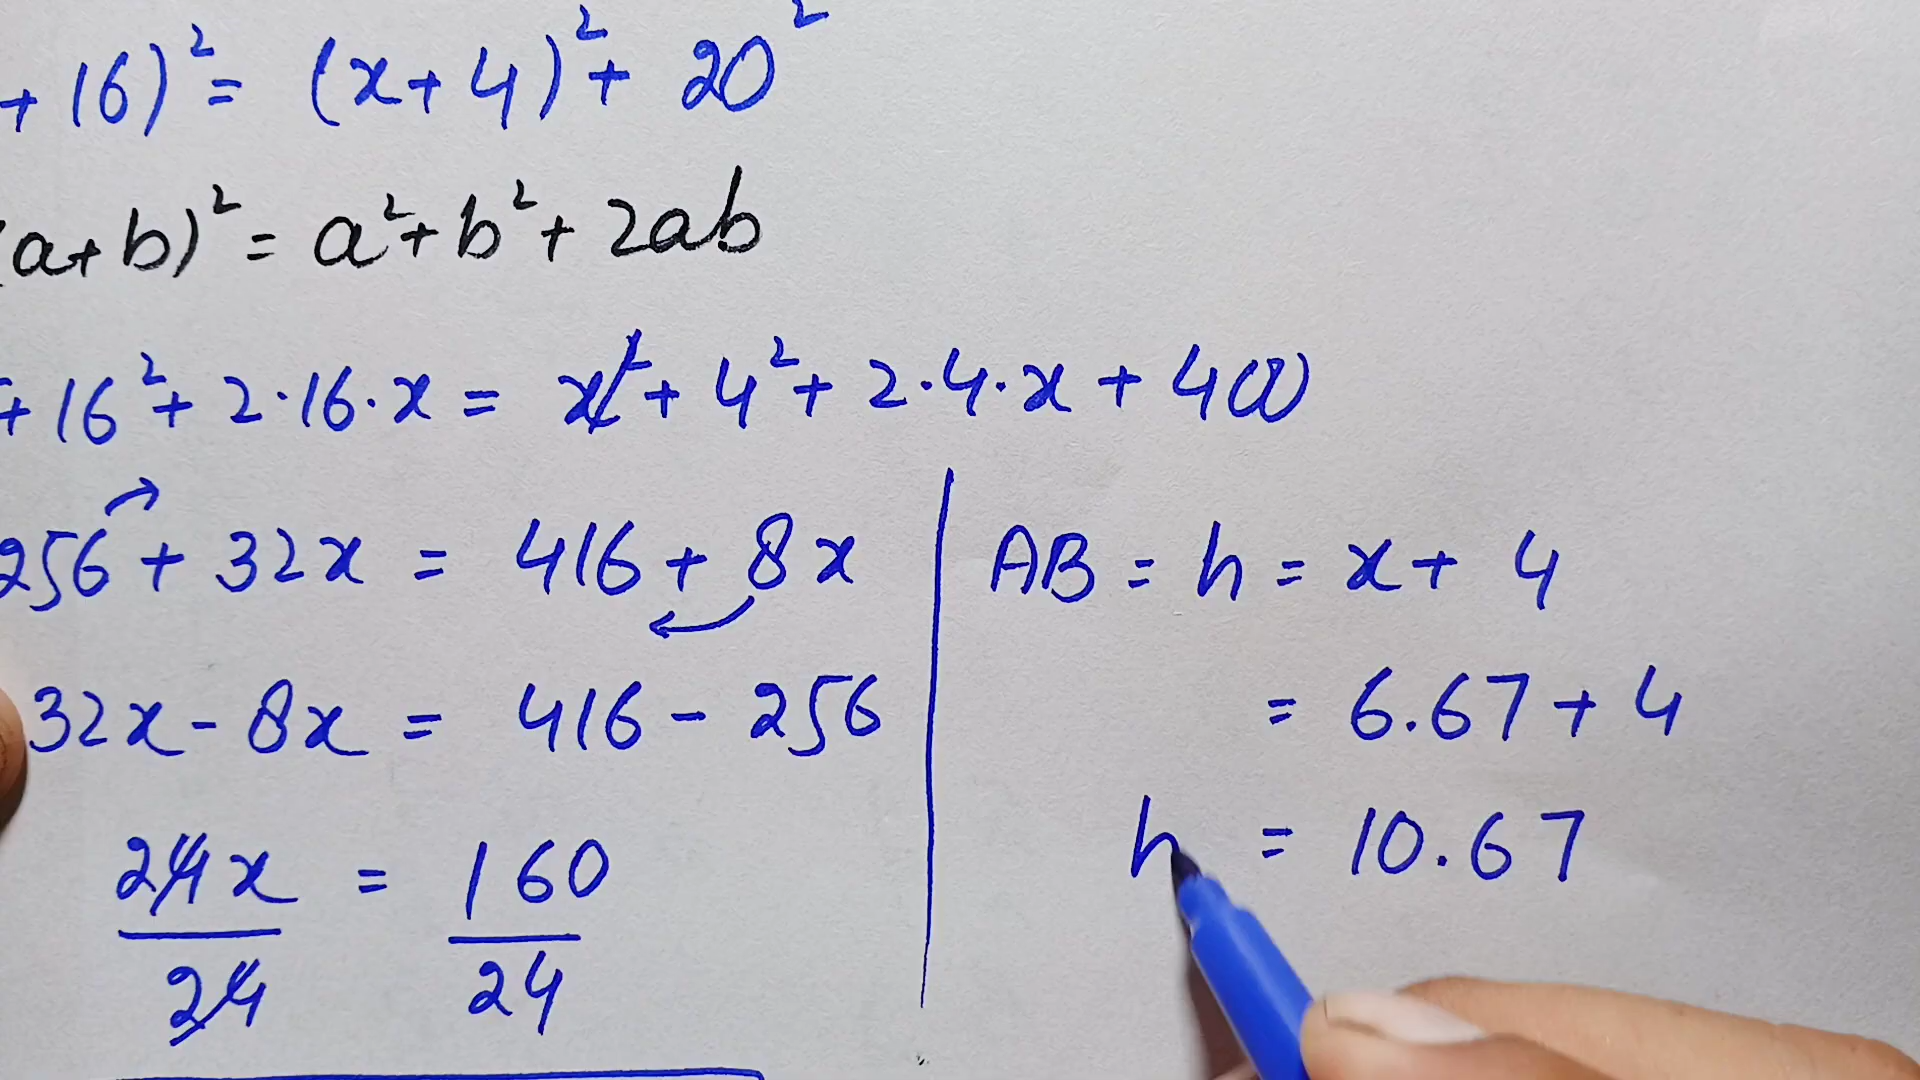 + 16)² = (x + 4)² + 20²
(a+b)² = a² + b² + 2ab
+ 16² + 2·16·x = x² + 4² + 2·4·x + 400
256 + 32x = 416 + 8x
32x - 8x = 416 - 256
24x = 160
24 24
AB = h = x + 4
= 6.67 + 4
h = 10.67